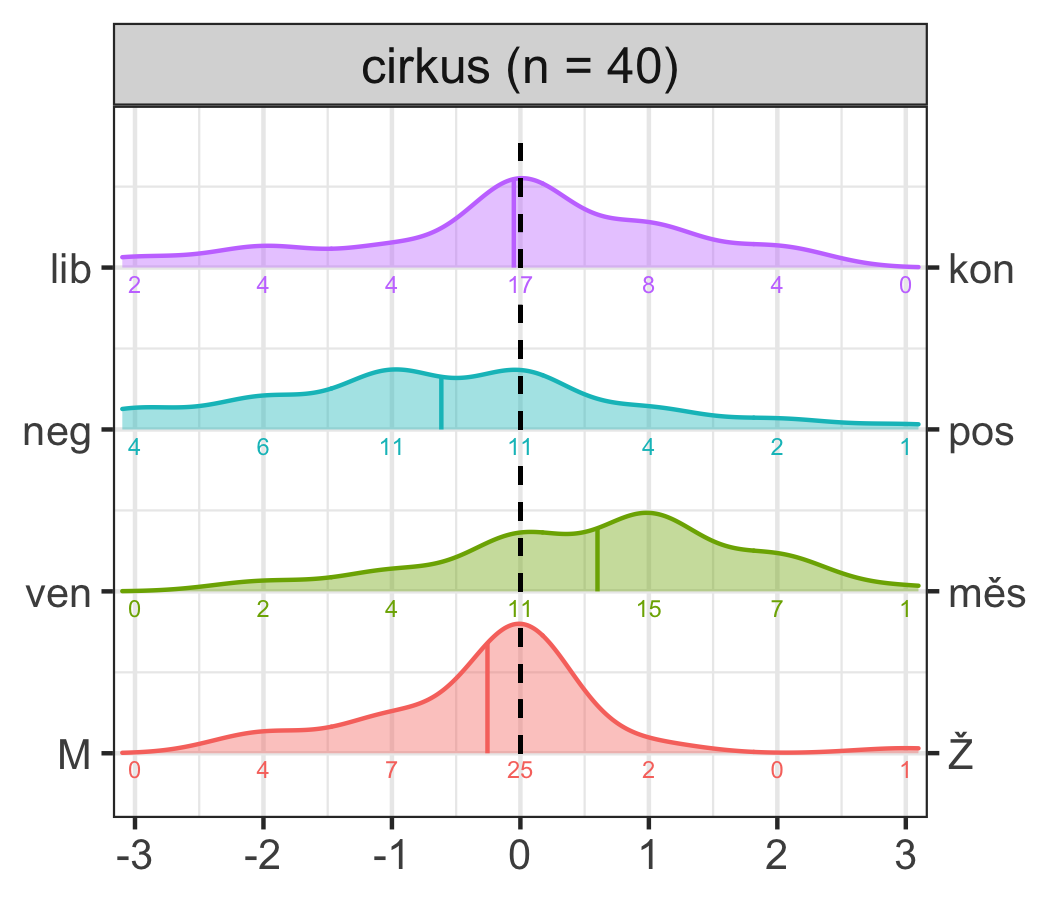 cirkus (n = 40)
lib kon
2 4 4 17 8 4 0
neg pos
4 6 11 11 4 2 1
ven měs
0 2 4 11 15 7 1
M Ž
0 4 7 25 2 0 1
-3 -2 -1 0 1 2 3